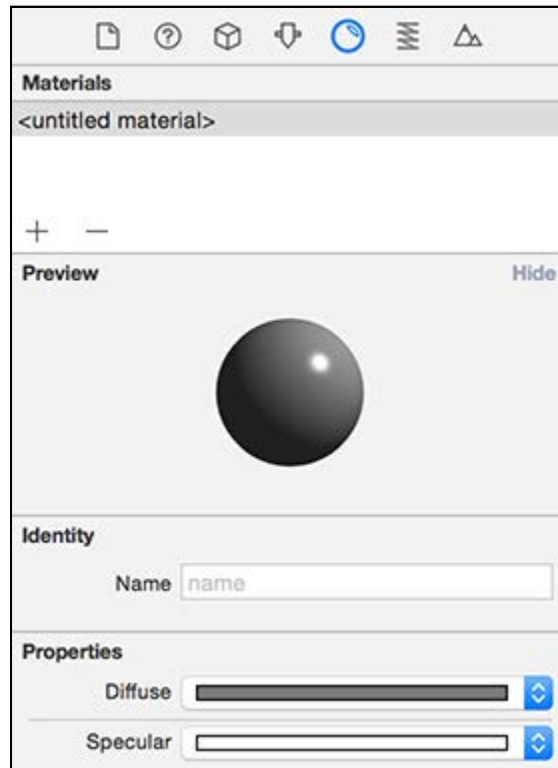 Materials
<untitled material>
Preview Hide
Identity
Name name
Properties
Diffuse
Specular